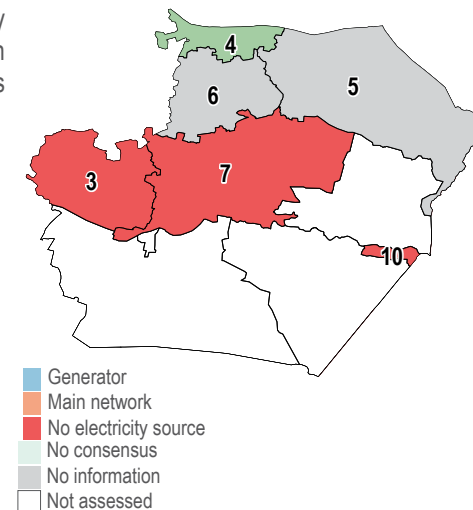 y
n
s
4
5
6
7
3
10
Generator
Main network
No electricity source
No consensus
No information
Not assessed